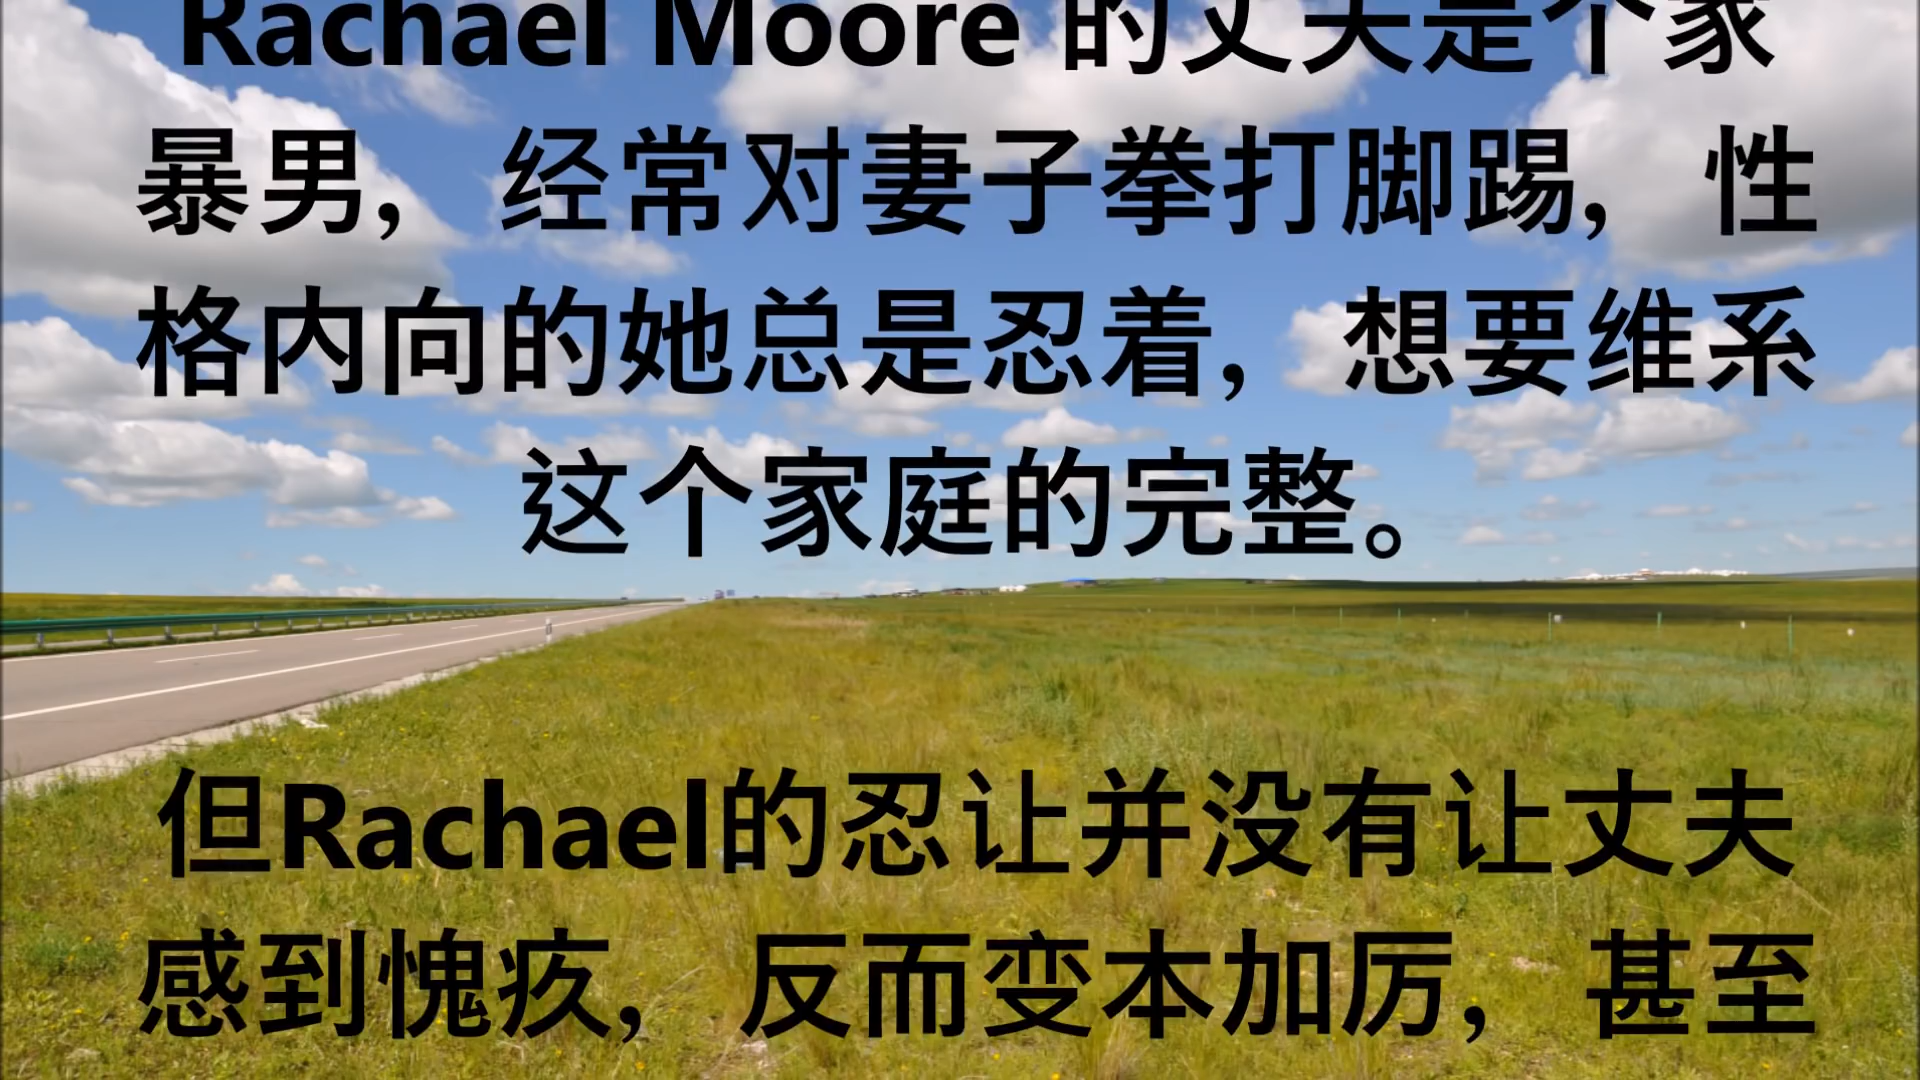 Rachael Moore 的丈夫是个家
暴男，经常对妻子拳打脚踢，性
格内向的她总是忍着，想要维系
这个家庭的完整。
但Rachael的忍让并没有让丈夫
感到愧疚，反而变本加厉，甚至